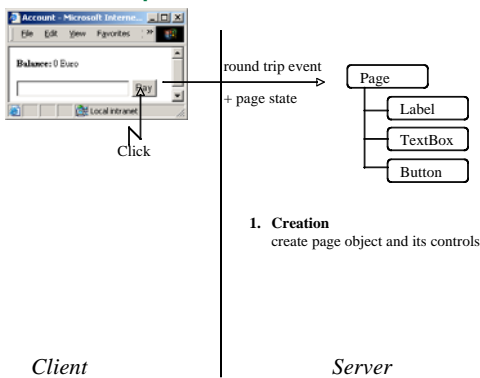 Account - Microsoft Interne...
File Edit View Favorites »
Balance: 0 Euro
Pay
Local intranet
Click
round trip event
+ page state
Page
Label
TextBox
Button
1. Creation
create page object and its controls
Client
Server